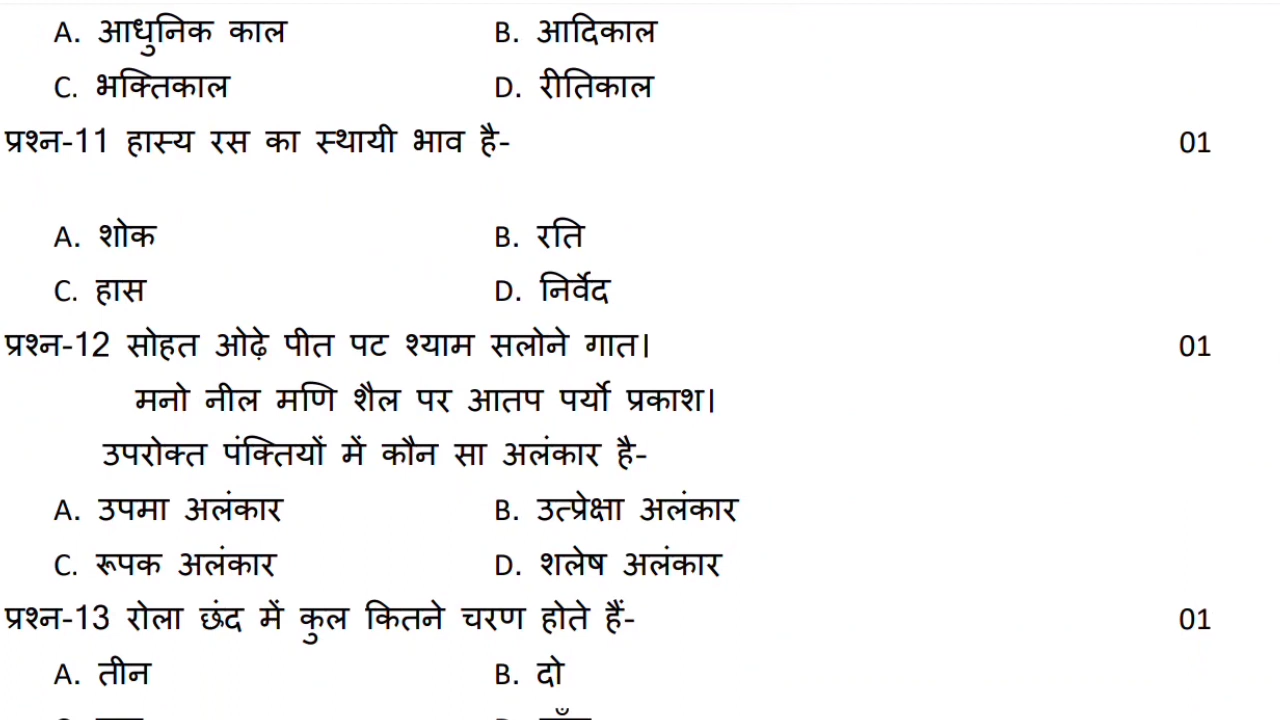 A. आधुनिक काल B. आदिकाल
C. भक्तिकाल D. रीतिकाल
प्रश्न-11 हास्य रस का स्थायी भाव है- 01
A. शोक B. रति
C. हास D. निर्वेद
प्रश्न-12 सोहत ओढ़े पीत पट श्याम सलोने गात। 01
मनो नील मणि शैल पर आतप पर्यो प्रकाश।
उपरोक्त पंक्तियों में कौन सा अलंकार है-
A. उपमा अलंकार B. उत्प्रेक्षा अलंकार
C. रूपक अलंकार D. शलेष अलंकार
प्रश्न-13 रोला छंद में कुल कितने चरण होते हैं- 01
A. तीन B. दो